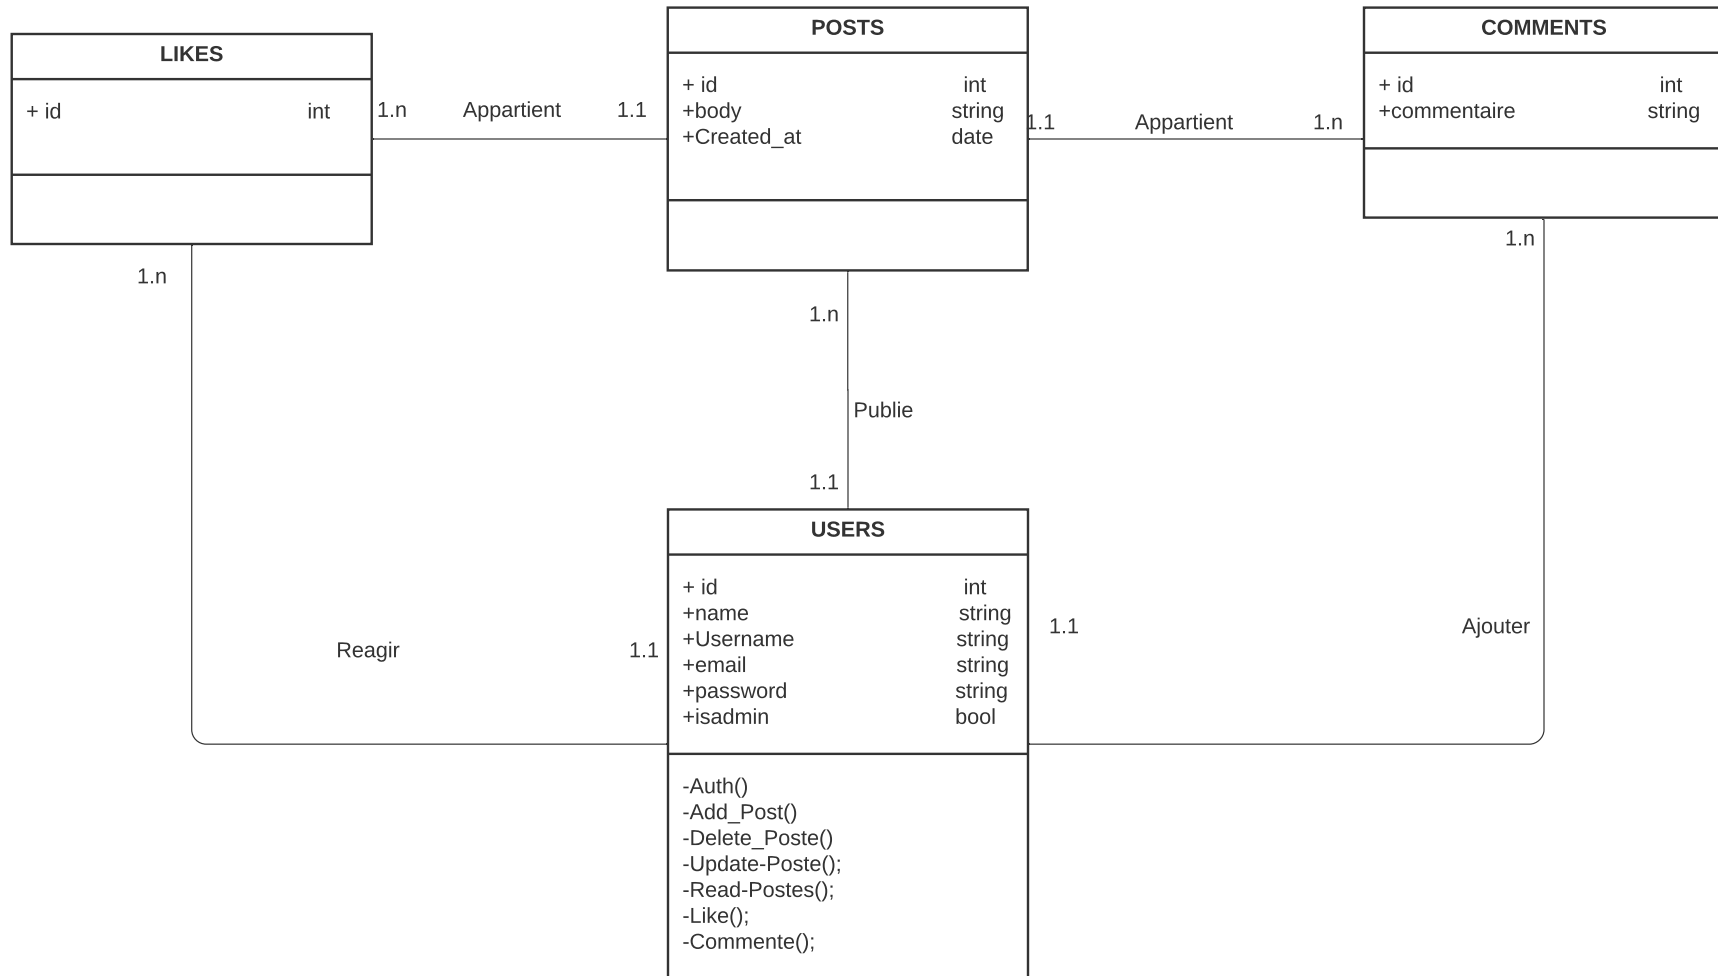 LIKES
+ id int
1.n Appartient 1.1
1.n
POSTS
+ id int
+body string
+Created_at date
1.1 Appartient 1.n
COMMENTS
+ id int
+commentaire string
1.n
1.n
Publie
1.1
USERS
+ id int
+name string
+Username string
+email string
+password string
+isadmin bool
Reagir 1.1
1.1 Ajouter
-Auth()
-Add_Post()
-Delete_Poste()
-Update-Poste();
-Read-Postes();
-Like();
-Commente();